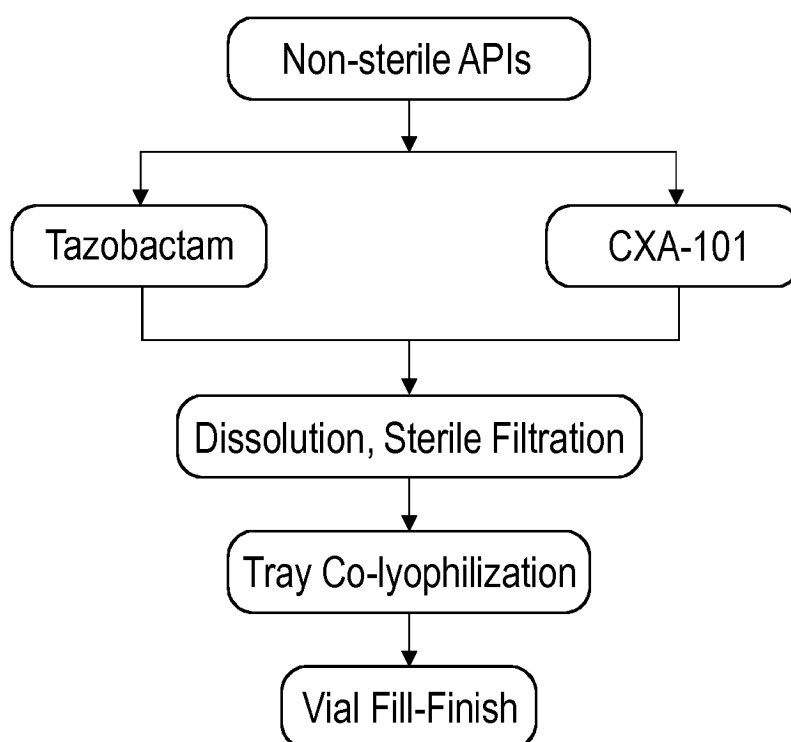 Non-sterile APIs
Tazobactam
CXA-101
Dissolution, Sterile Filtration
Tray Co-lyophilization
Vial Fill-Finish